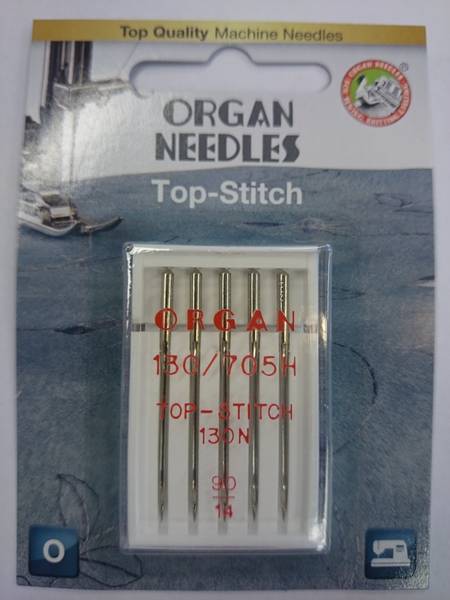 Top Quality Machine Needles
ORGAN
NEEDLES
Top-Stitch
ORGAN
130/705H
TOP-STITCH
130N
90
14
O